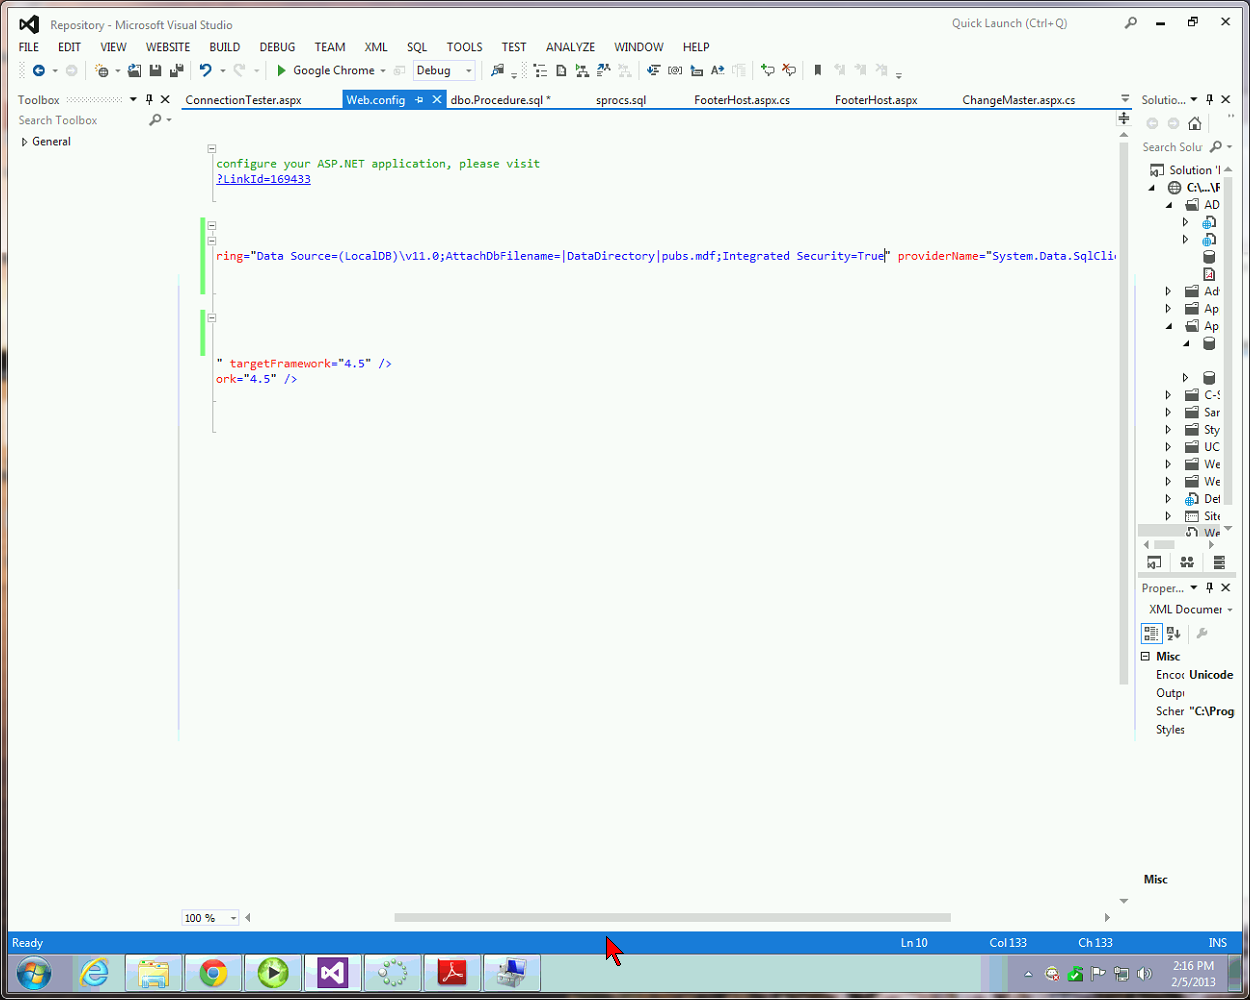 Repository - Microsoft Visual Studio
Quick Launch (Ctrl+Q)
FILE EDIT VIEW WEBSITE BUILD DEBUG TEAM XML SQL TOOLS TEST ANALYZE WINDOW HELP
Google Chrome Debug
Toolbox
ConnectionTester.aspx Web.config dbo.Procedure.sql * sprocs.sql FooterHost.aspx.cs FooterHost.aspx ChangeMaster.aspx.cs
Solutio...
Search Toolbox
General
Search Solu
configure your ASP.NET application, please visit
?LinkId=169433
ring="Data Source=(LocalDB)\v11.0;AttachDbFilename=|DataDirectory|pubs.mdf;Integrated Security=True" providerName="System.Data.SqlClie
" targetFramework="4.5" />
ork="4.5" />
Solution '
C:\...\R
AD
Ad
Ap
Ap
C-S
Sar
Sty
UC
We
We
Def
Site
We
Proper...
XML Documer
Misc
Encoc Unicode
Outpu
Scher "C:\Prog
Styles
Misc
100 %
Ready
Ln 10 Col 133 Ch 133 INS
2:16 PM
2/5/2013